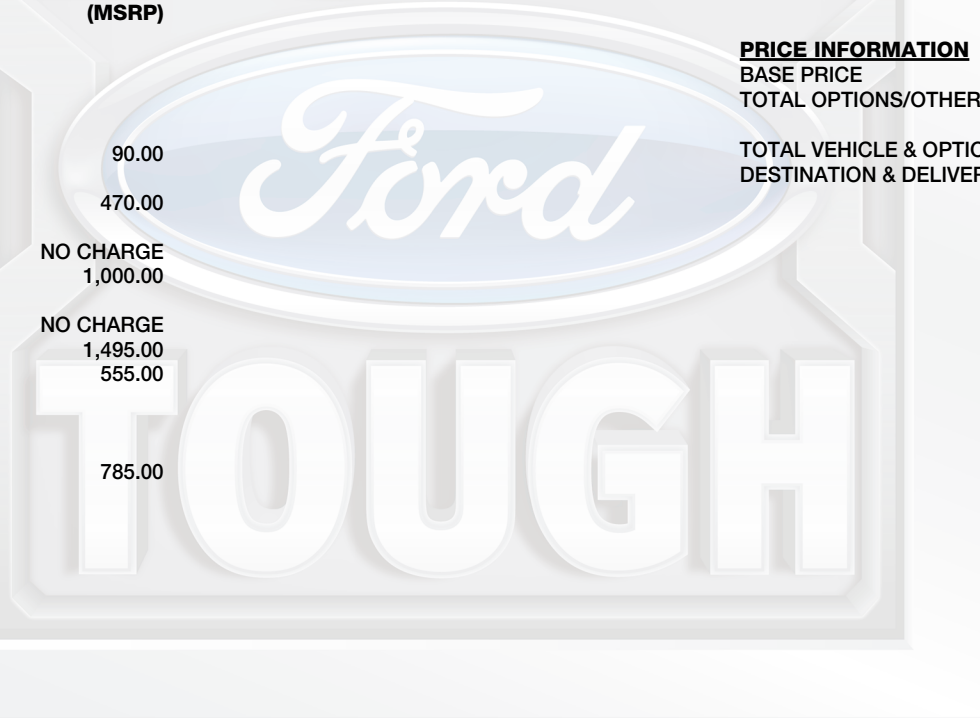 (MSRP)
90.00
470.00
NO CHARGE
1,000.00
NO CHARGE
1,495.00
555.00
785.00
PRICE INFORMATION
BASE PRICE
TOTAL OPTIONS/OTHER
TOTAL VEHICLE & OPTIO
DESTINATION & DELIVER
Ford
TOUGH